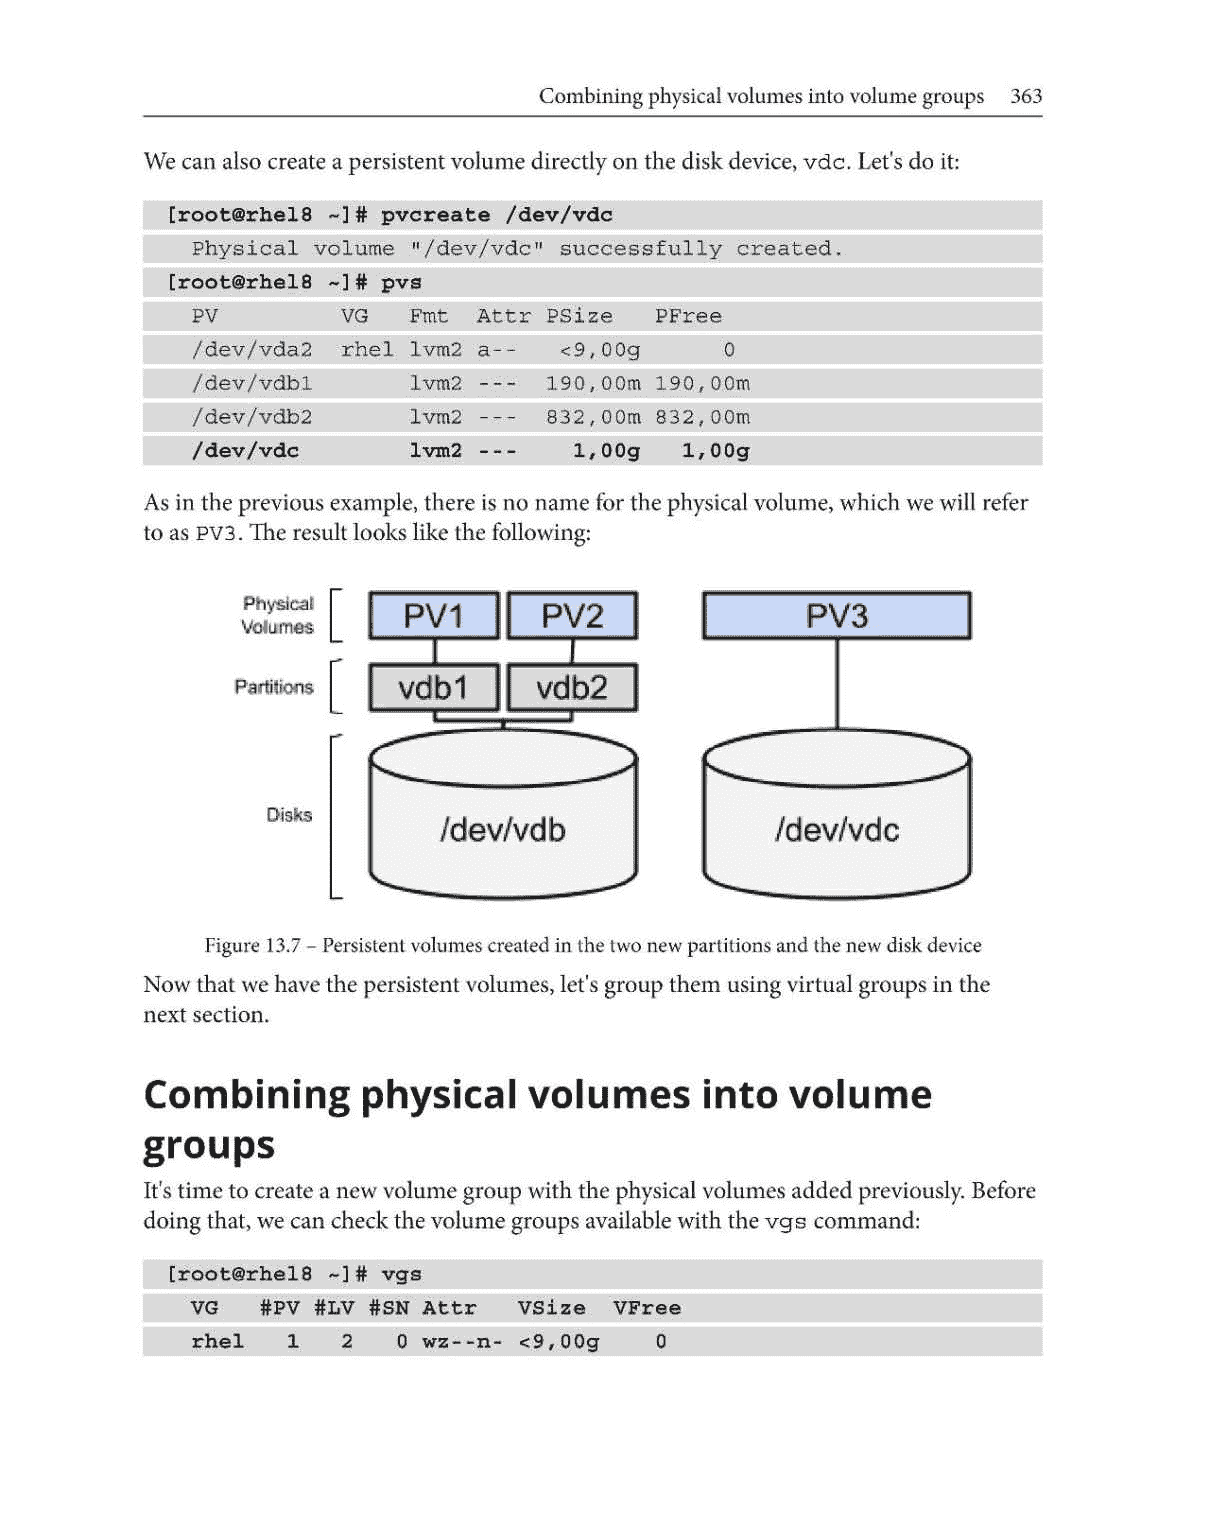 Combining physical volumes into volume groups 363
We can also create a persistent volume directly on the disk device, vdc. Let's do it:
[root@rhel8 ~]# pvcreate /dev/vdc
Physical volume "/dev/vdc" successfully created.
[root@rhel8 ~]# pvs
PV VG Fmt Attr PSize PFree
/dev/vda2 rhel lvm2 a-- <9,00g 0
/dev/vdb1 lvm2 --- 190,00m 190,00m
/dev/vdb2 lvm2 --- 832,00m 832,00m
/dev/vdc lvm2 --- 1,00g 1,00g
As in the previous example, there is no name for the physical volume, which we will refer
to as PV3. The result looks like the following:
Physical
Volumes
PV1 PV2 PV3
Partitions
vdb1 vdb2
Disks
/dev/vdb /dev/vdc
Figure 13.7 – Persistent volumes created in the two new partitions and the new disk device
Now that we have the persistent volumes, let's group them using virtual groups in the
next section.
Combining physical volumes into volume
groups
It's time to create a new volume group with the physical volumes added previously. Before
doing that, we can check the volume groups available with the vgs command:
[root@rhel8 ~]# vgs
VG #PV #LV #SN Attr VSize VFree
rhel 1 2 0 wz--n- <9,00g 0